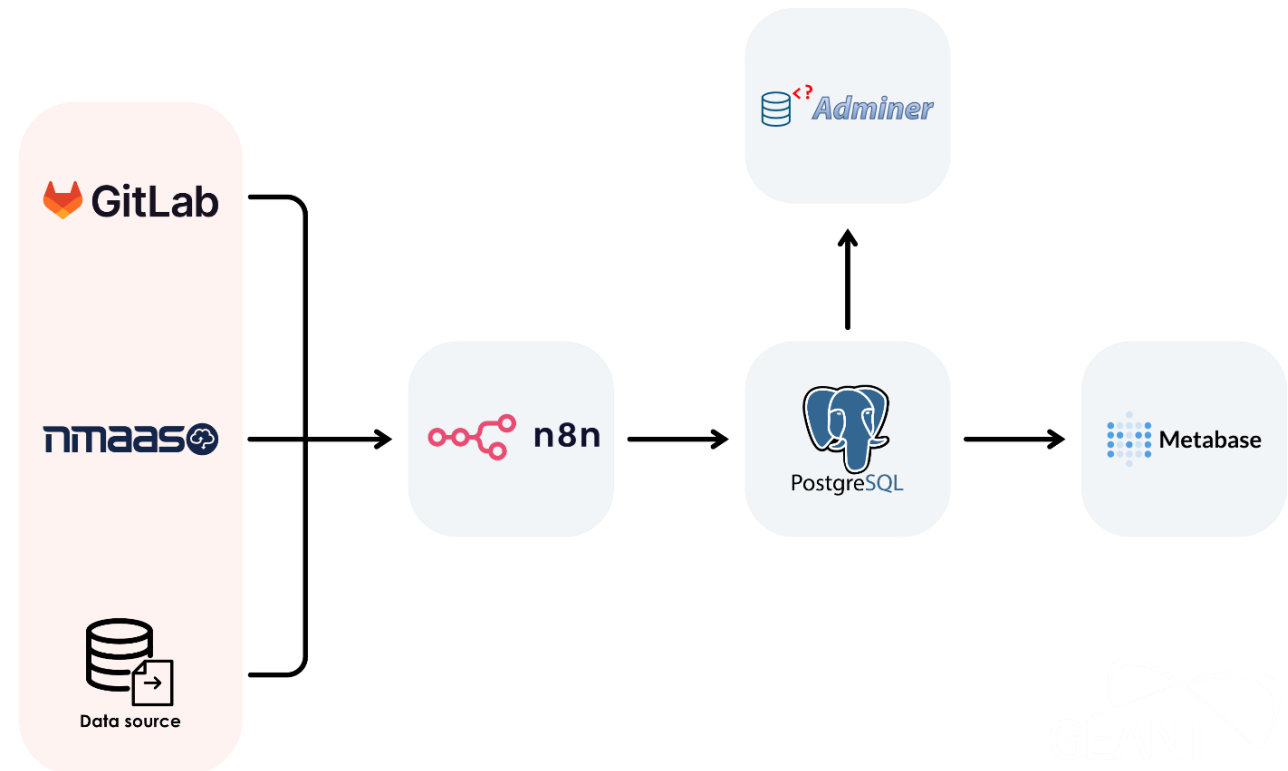 <? Adminer
GitLab
nmaas
n8n
PostgreSQL
Metabase
Data source